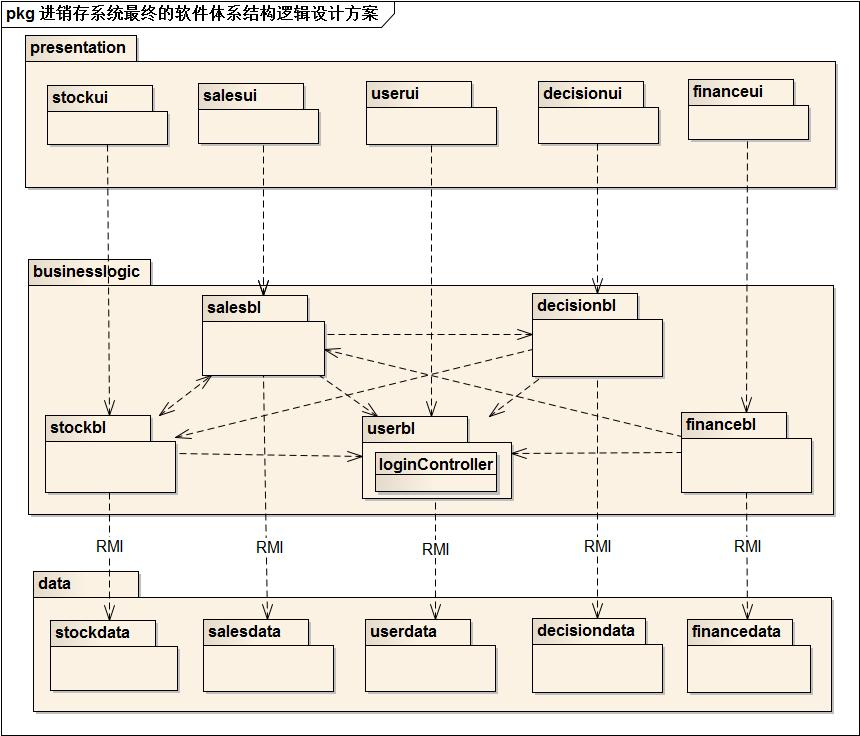 pkg 进销存系统最终的软件体系结构逻辑设计方案
presentation
stockui
salesui
userui
decisionui
financeui
businesslogic
salesbl
decisionbl
stockbl
userbl
financebl
loginController
RMI
RMI
RMI
RMI
RMI
data
stockdata
salesdata
userdata
decisiondata
financedata